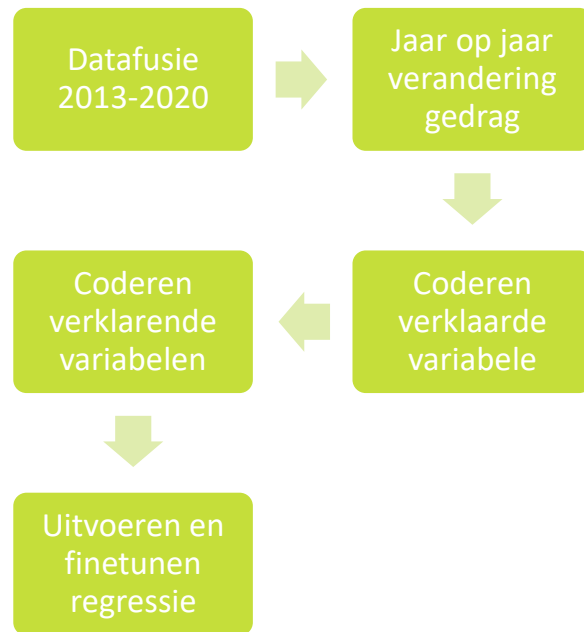 Datafusie
2013-2020
Jaar op jaar
verandering
gedrag
Coderen
verklaarde
variabele
Coderen
verklarende
variabelen
Uitvoeren en
finetunen
regressie